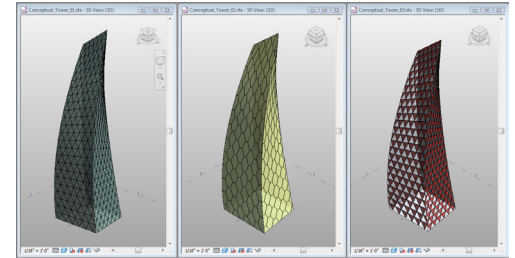 Conceptual_Tower_01.rfa - 3D View: {3D}
Conceptual_Tower_02.rfa - 3D View: {3D}
Conceptual_Tower_03.rfa - 3D View: {3D}
1/16" = 1'-0"
1/16" = 1'-0"
1/16" = 1'-0"